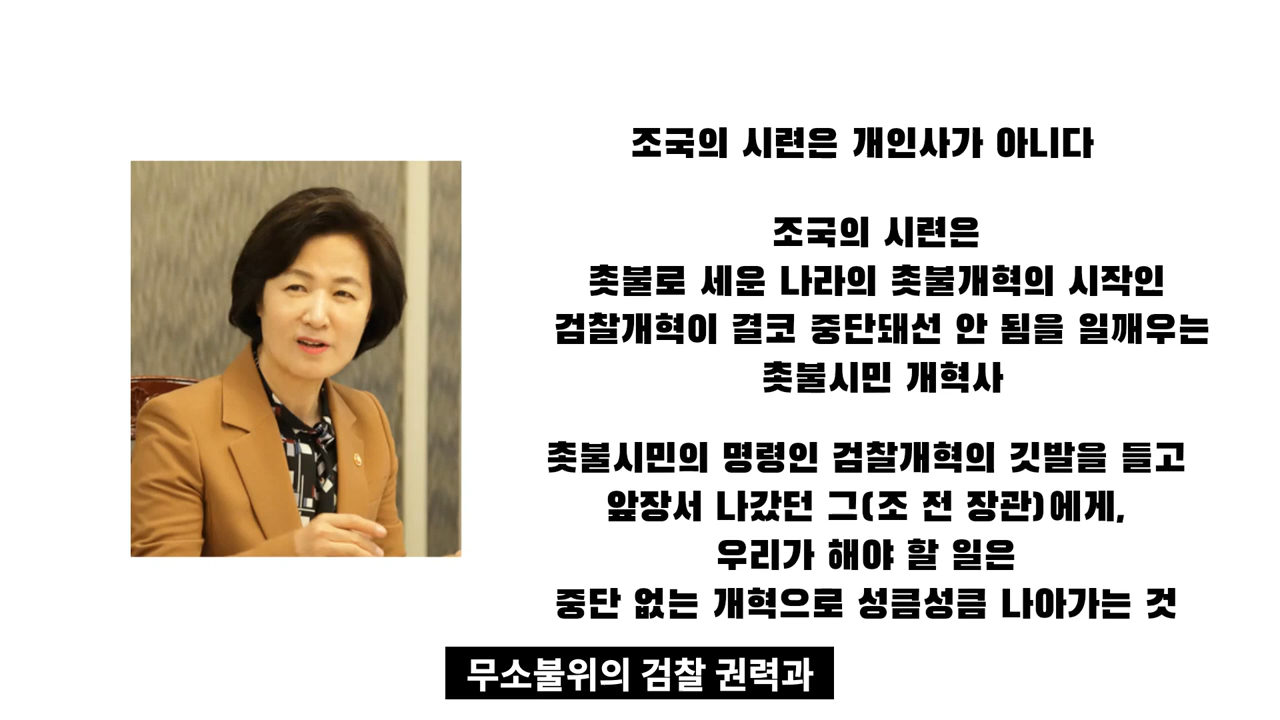 조국의 시련은 개인사가 아니다
조국의 시련은
촛불로 세운 나라의 촛불개혁의 시작인
검찰개혁이 결코 중단돼선 안 됨을 일깨우는
촛불시민 개혁사
촛불시민의 명령인 검찰개혁의 깃발을 들고
앞장서 나갔던 그(조 전 장관)에게,
우리가 해야 할 일은
중단 없는 개혁으로 성큼성큼 나아가는 것
무소불위의 검찰 권력과